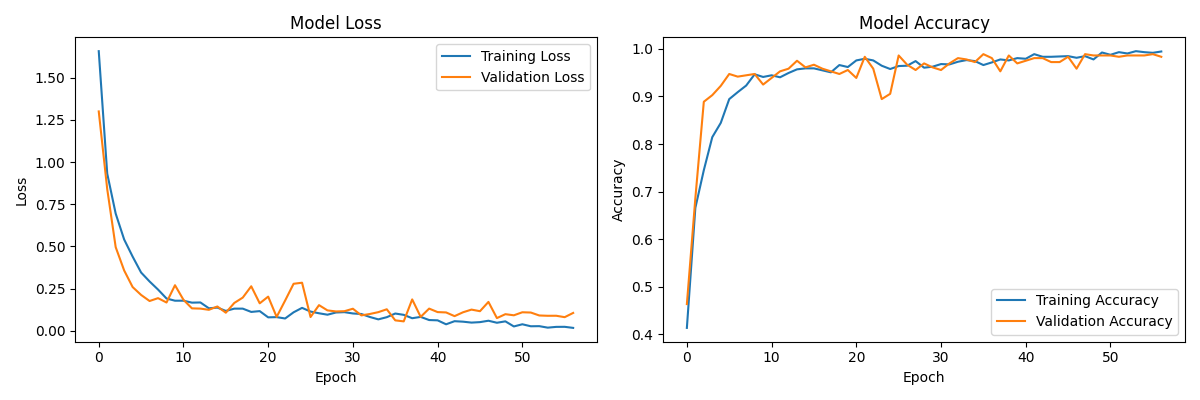 Model Loss
Training Loss
Validation Loss
1.50
1.25
1.00
0.75
0.50
0.25
0.00
Loss
0 10 20 30 40 50
Epoch
Model Accuracy
1.0
0.9
0.8
0.7
0.6
0.5
0.4
Accuracy
Training Accuracy
Validation Accuracy
0 10 20 30 40 50
Epoch